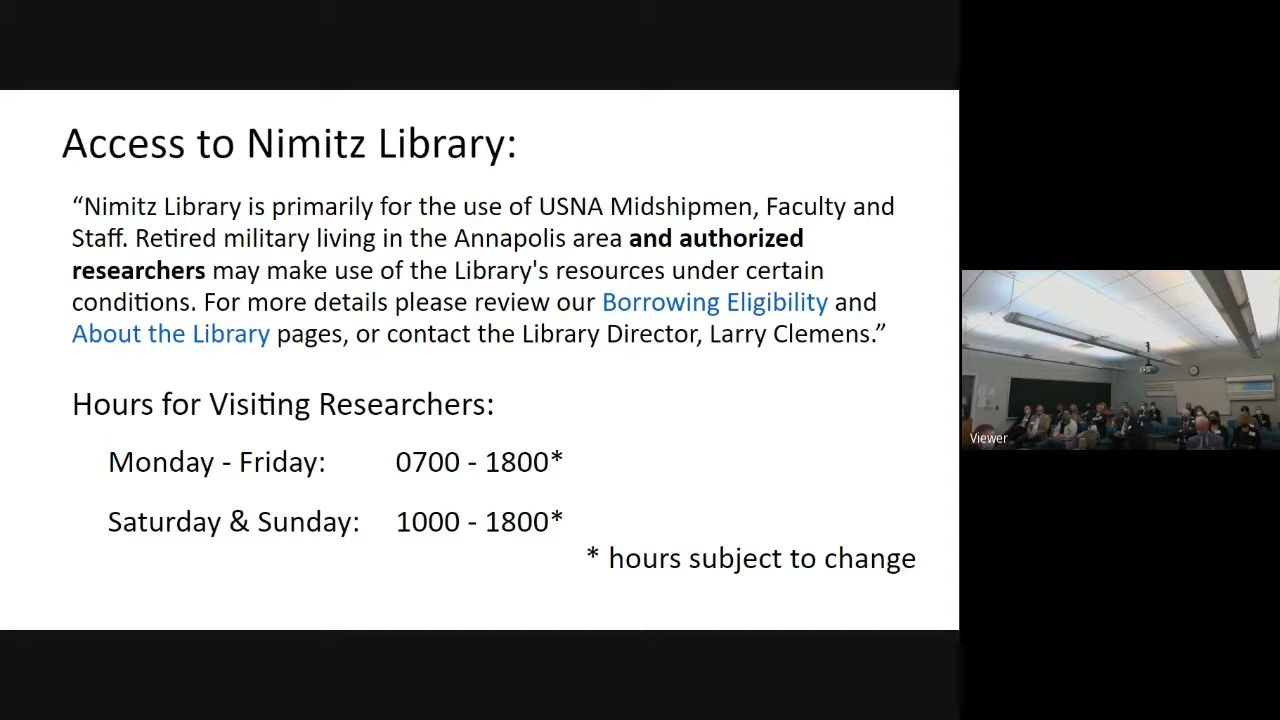 Access to Nimitz Library:
“Nimitz Library is primarily for the use of USNA Midshipmen, Faculty and
Staff. Retired military living in the Annapolis area and authorized
researchers may make use of the Library's resources under certain
conditions. For more details please review our Borrowing Eligibility and
About the Library pages, or contact the Library Director, Larry Clemens.”
Hours for Visiting Researchers:
Monday - Friday: 0700 - 1800*
Saturday & Sunday: 1000 - 1800*
* hours subject to change
Viewer